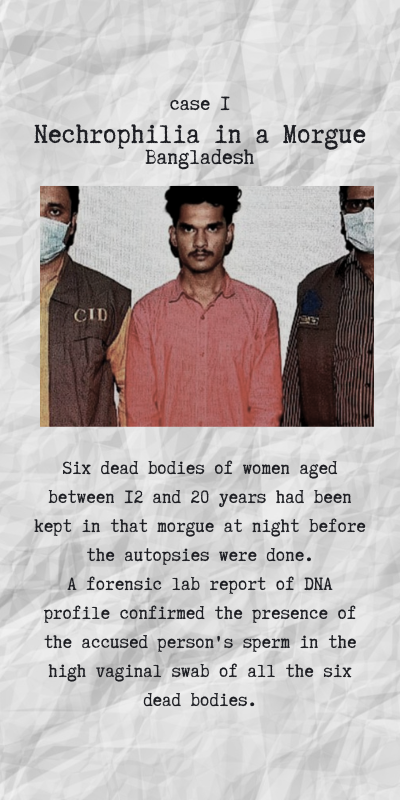 case I
Nechrophilia in a Morgue
Bangladesh
CID
Six dead bodies of women aged
between I2 and 20 years had been
kept in that morgue at night before
the autopsies were done.
A forensic lab report of DNA
profile confirmed the presence of
the accused person's sperm in the
high vaginal swab of all the six
dead bodies.